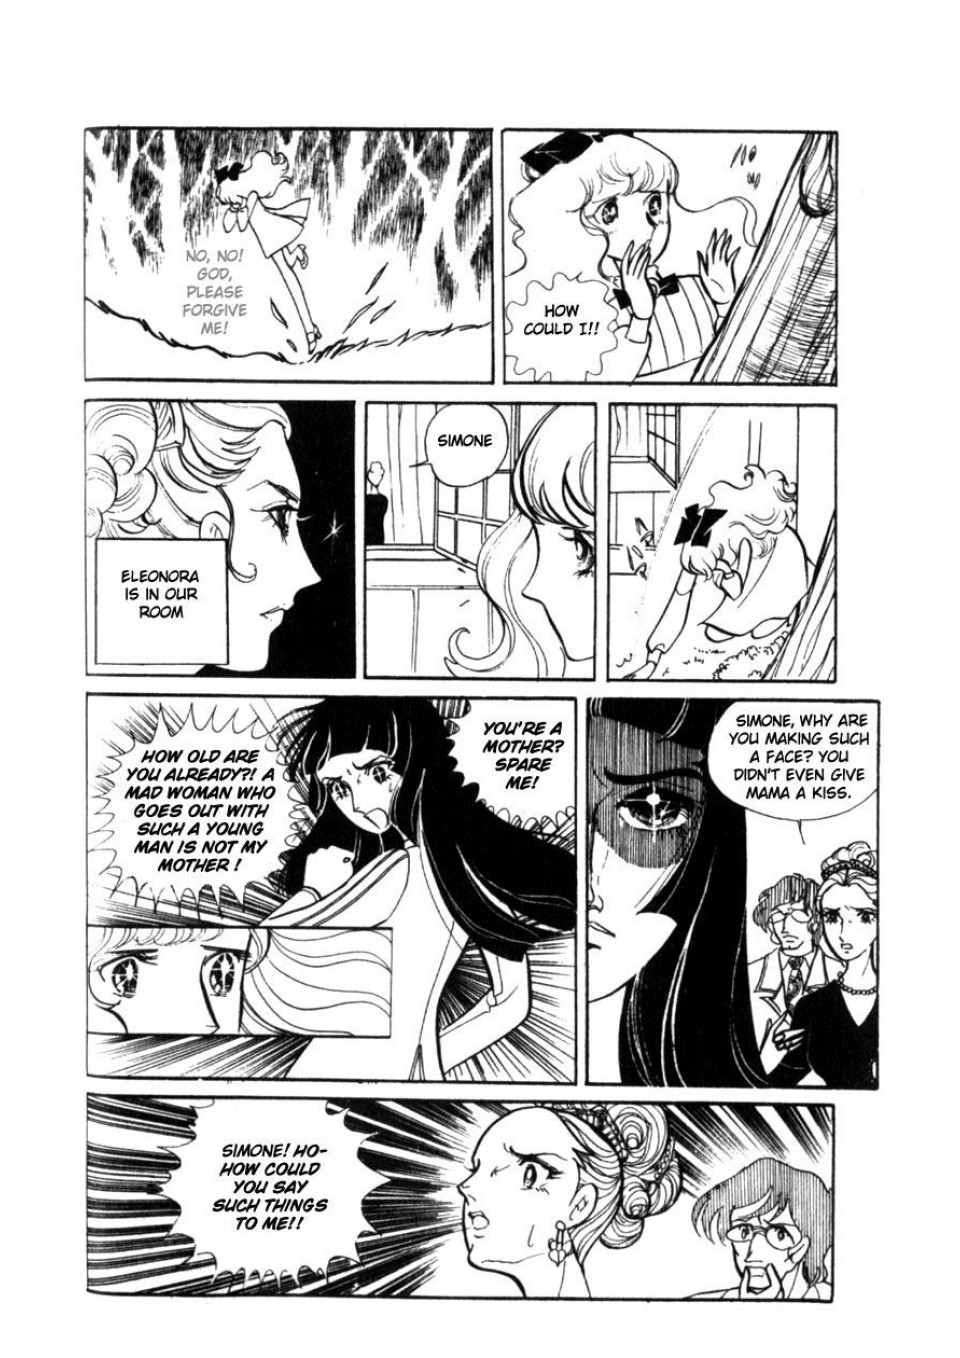 NO, NO!
GOD,
PLEASE
FORGIVE
ME!
HOW
COULD I!!
ELEONORA
IS IN OUR
ROOM
SIMONE
HOW OLD ARE
YOU ALREADY?! A
MAD WOMAN WHO
GOES OUT WITH
SUCH A YOUNG
MAN IS NOT MY
MOTHER !
YOU'RE A
MOTHER?
SPARE
ME!
SIMONE, WHY ARE
YOU MAKING SUCH
A FACE? YOU
DIDN'T EVEN GIVE
MAMA A KISS.
SIMONE! HO-
HOW COULD
YOU SAY
SUCH THINGS
TO ME!!